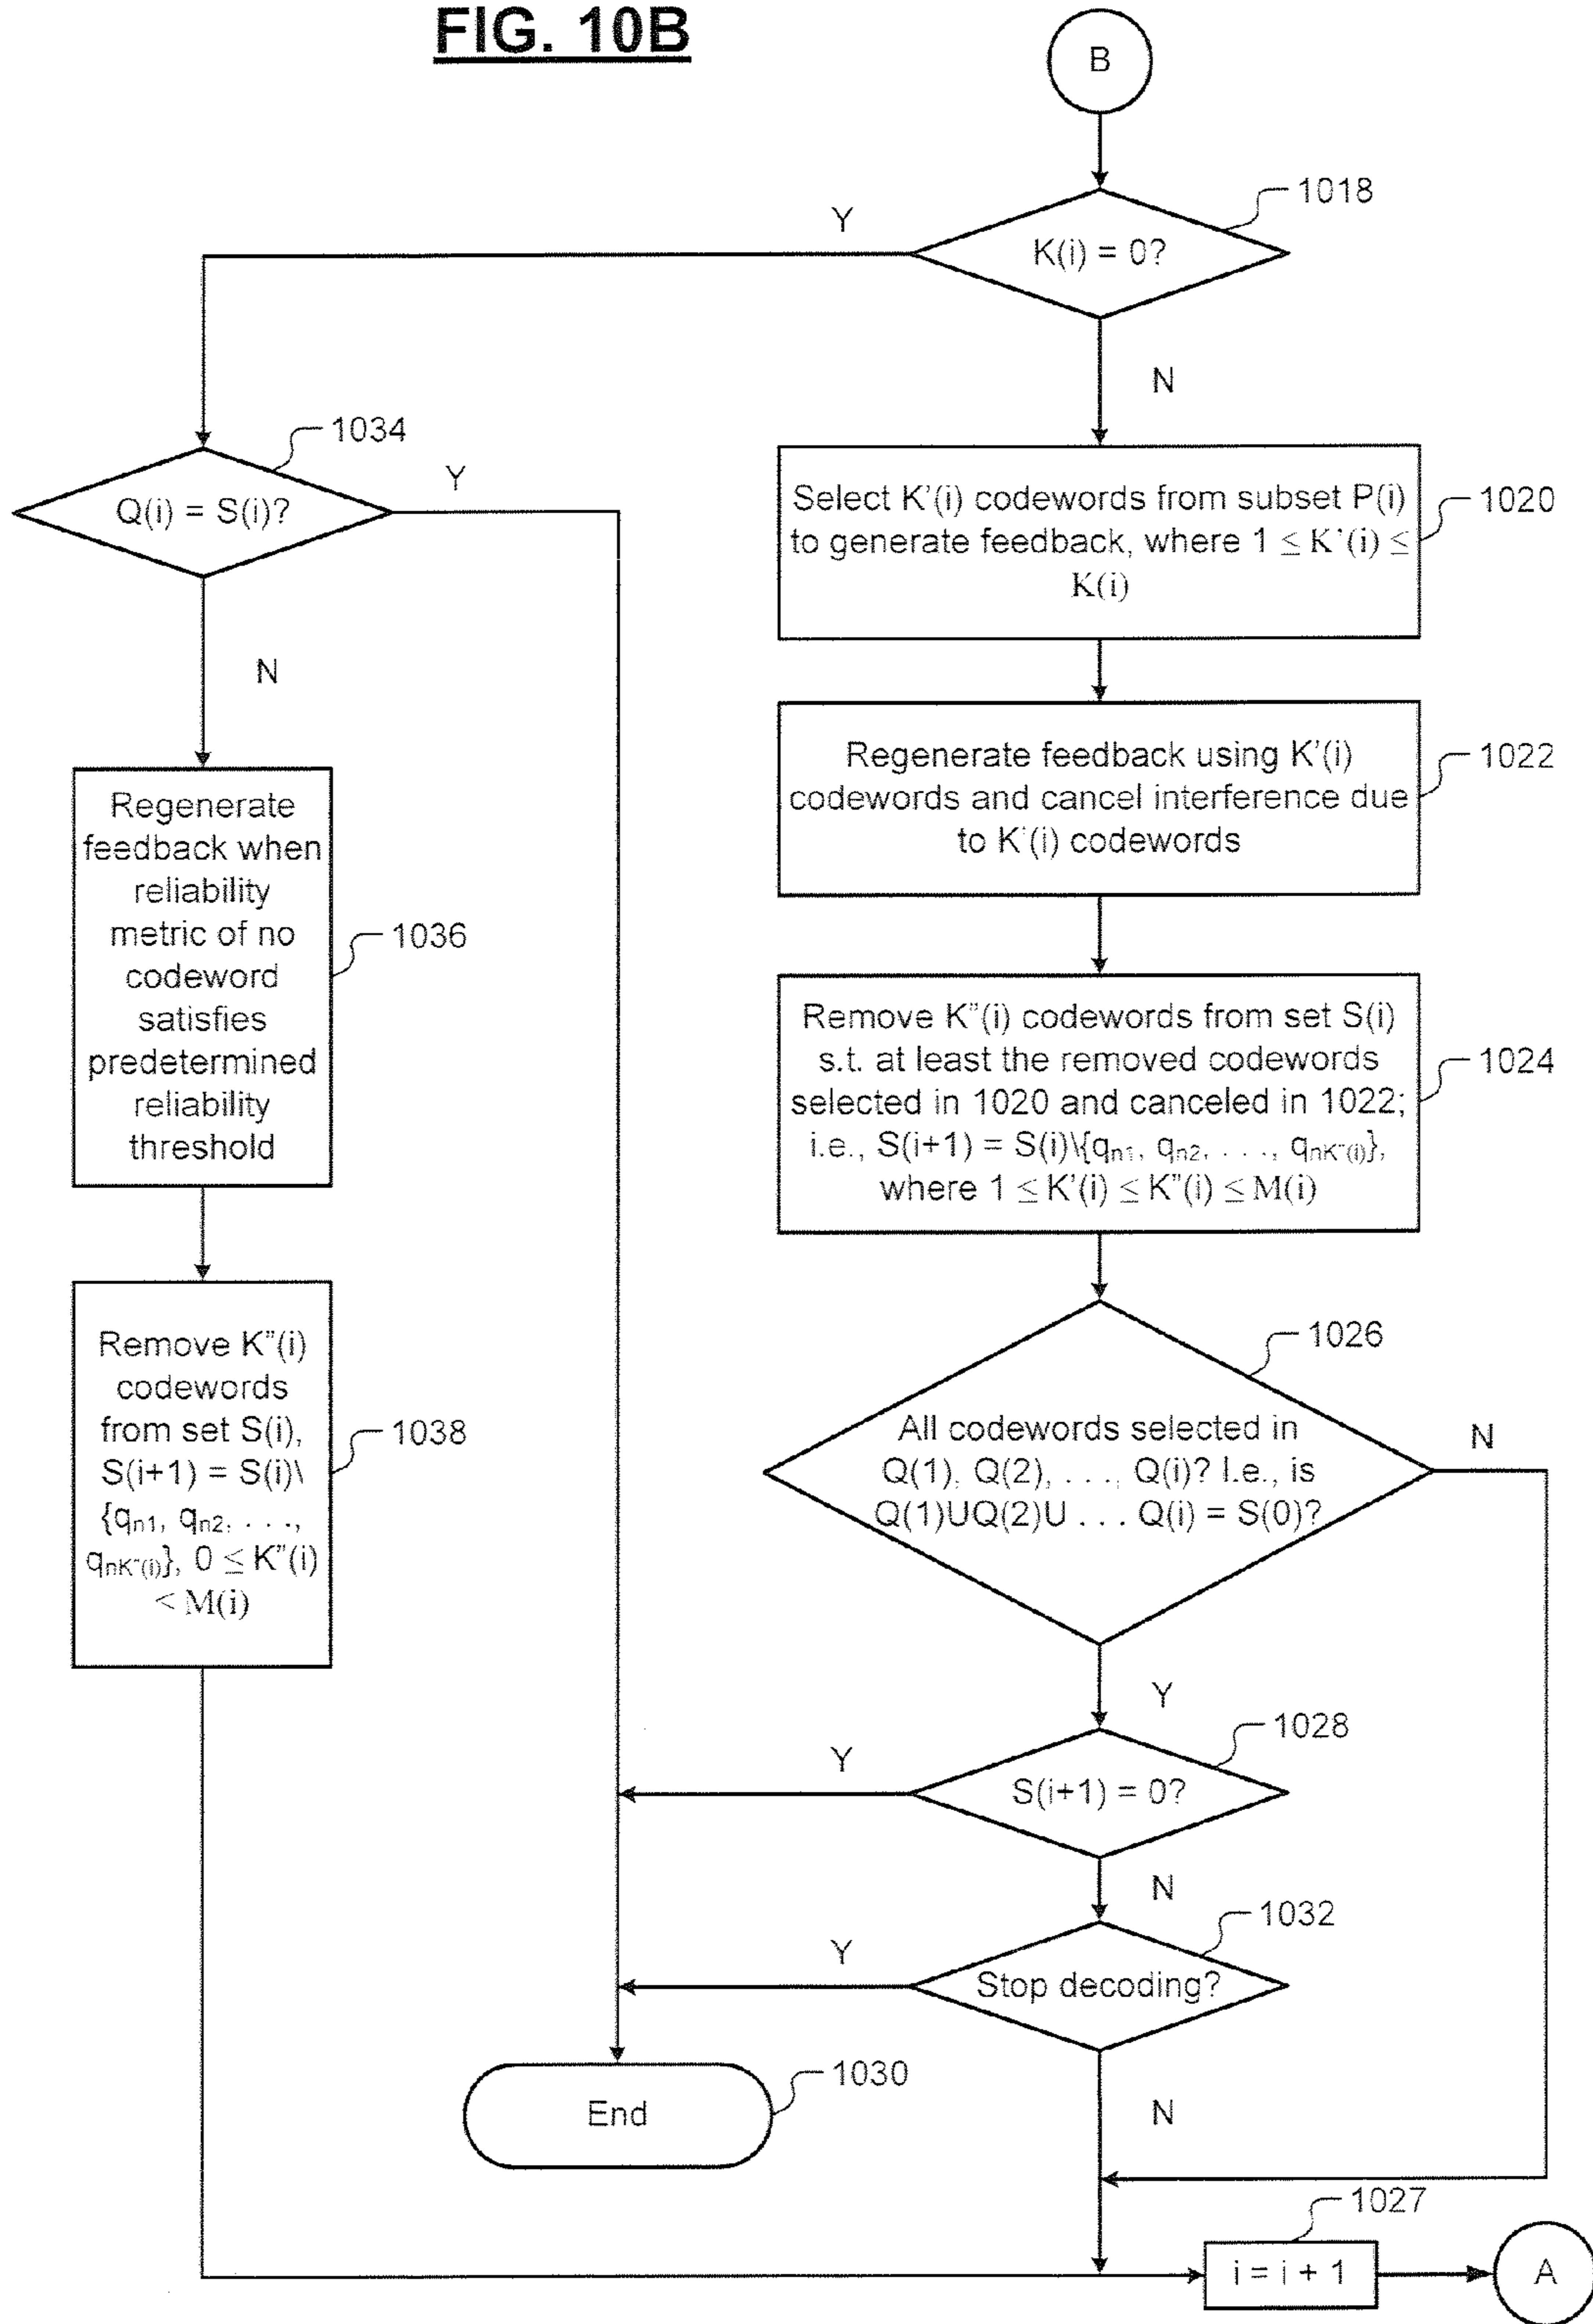 FIG. 10B
B
1018
Y
K(i) = 0?
N
1034
Q(i) = S(i)?
Y
N
Select K'(i) codewords from subset P(i)
to generate feedback, where 1 ≤ K'(i) ≤
K(i)
1020
Regenerate feedback using K'(i)
codewords and cancel interference due
to K'(i) codewords
1022
Regenerate
feedback when
reliability
metric of no
codeword
satisfies
predetermined
reliability
threshold
1036
Remove K"(i) codewords from set S(i)
s.t. at least the removed codewords
selected in 1020 and canceled in 1022;
i.e., S(i+1) = S(i)\{qn1, qn2, . . ., qnK"(i)},
where 1 ≤ K'(i) ≤ K"(i) ≤ M(i)
1024
Remove K"(i)
codewords
from set S(i),
S(i+1) = S(i)\
{qn1, qn2, . . .,
qnK"(i)}, 0 ≤ K"(i)
< M(i)
1038
1026
All codewords selected in
Q(1), Q(2), . . ., Q(i)? I.e., is
Q(1)UQ(2)U . . . Q(i) = S(0)?
N
Y
1028
Y
S(i+1) = 0?
N
1032
Y
Stop decoding?
End
1030
N
1027
i = i + 1
A